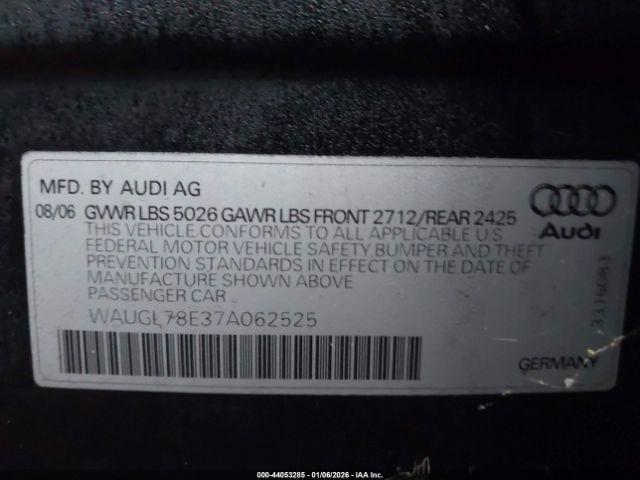 MFD. BY AUDI AG
08/06 GVWR LBS 5026 GAWR LBS FRONT 2712/REAR 2425
THIS VEHICLE CONFORMS TO ALL APPLICABLE U S
FEDERAL MOTOR VEHICLE SAFETY, BUMPER AND THEFT
PREVENTION STANDARDS IN EFFECT ON THE DATE OF
MANUFACTURE SHOWN ABOVE
PASSENGER CAR
WAUGL78E37A062525
Audi
3316083
GERMANY
000-44053285 - 01/06/2026 - IAA Inc.